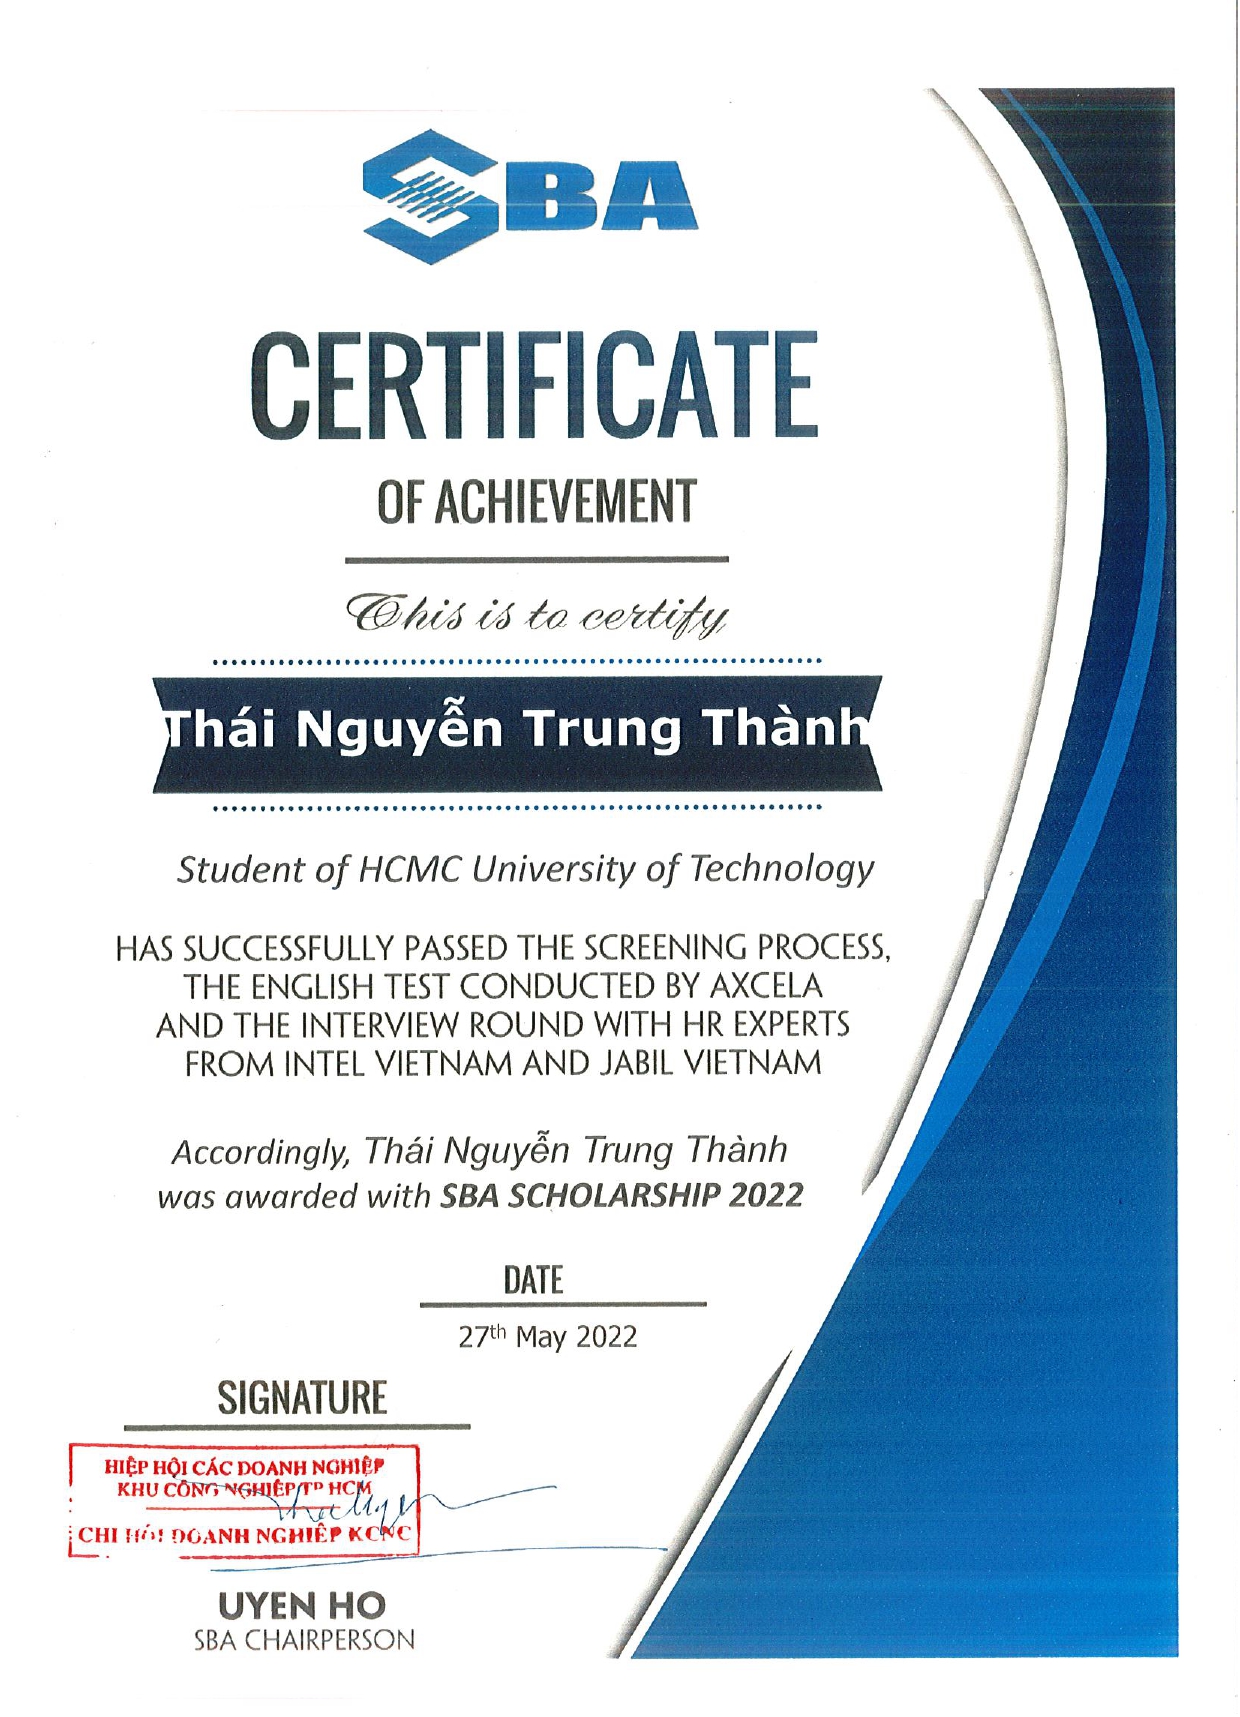 SBA
CERTIFICATE
OF ACHIEVEMENT
This is to certify
Thái Nguyễn Trung Thành
Student of HCMC University of Technology
HAS SUCCESSFULLY PASSED THE SCREENING PROCESS,
THE ENGLISH TEST CONDUCTED BY AXCELA
AND THE INTERVIEW ROUND WITH HR EXPERTS
FROM INTEL VIETNAM AND JABIL VIETNAM
Accordingly, Thái Nguyễn Trung Thành
was awarded with SBA SCHOLARSHIP 2022
DATE
27th May 2022
SIGNATURE
HIỆP HỘI CÁC DOANH NGHIỆP
KHU CÔNG NGHIỆP TP HCM
CHI HỘI DOANH NGHIỆP KCNC
UYEN HO
SBA CHAIRPERSON